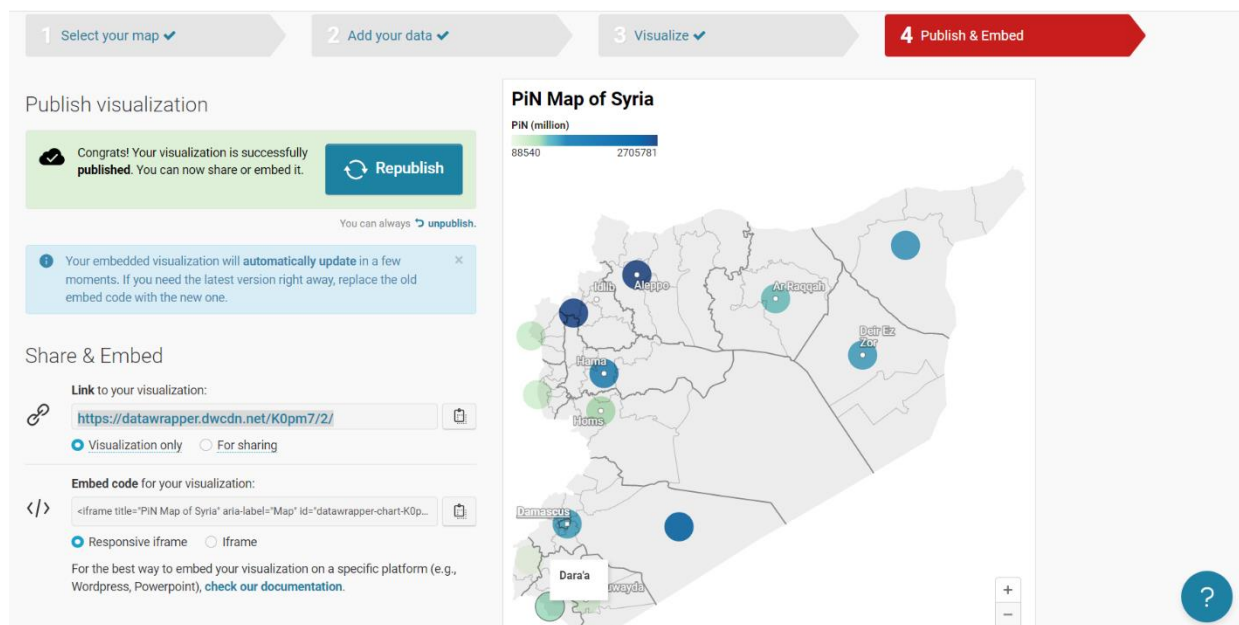 1 Select your map ✔
2 Add your data ✔
3 Visualize ✔
4 Publish & Embed
Publish visualization
Congrats! Your visualization is successfully
published. You can now share or embed it.
Republish
You can always unpublish.
Your embedded visualization will automatically update in a few
moments. If you need the latest version right away, replace the old
embed code with the new one.
×
Share & Embed
Link to your visualization:
https://datawrapper.dwcdn.net/K0pm7/2/
Visualization only
For sharing
Embed code for your visualization:
</>
<iframe title="PiN Map of Syria" aria-label="Map" id="datawrapper-chart-K0p...
Responsive iframe
Iframe
For the best way to embed your visualization on a specific platform (e.g.,
Wordpress, Powerpoint), check our documentation.
PiN Map of Syria
PiN (million)
88540 2705781
Idlib
Aleppo
Ar-Raqqah
Deir Ez
Zor
Hama
Homs
Damascus
Dara'a
uwayda
+
−
?